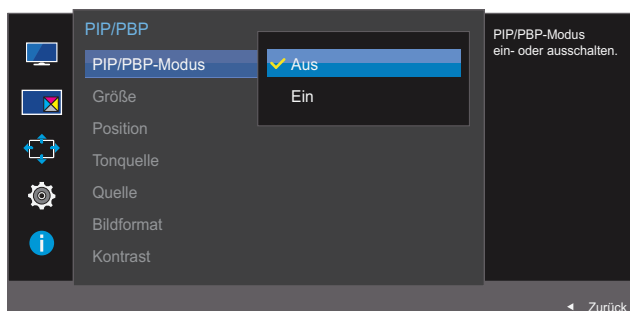 PIP/PBP
PIP/PBP-Modus
Aus
Größe
Ein
Position
Tonquelle
Quelle
Bildformat
Kontrast
PIP/PBP-Modus
ein- oder ausschalten.
Zurück